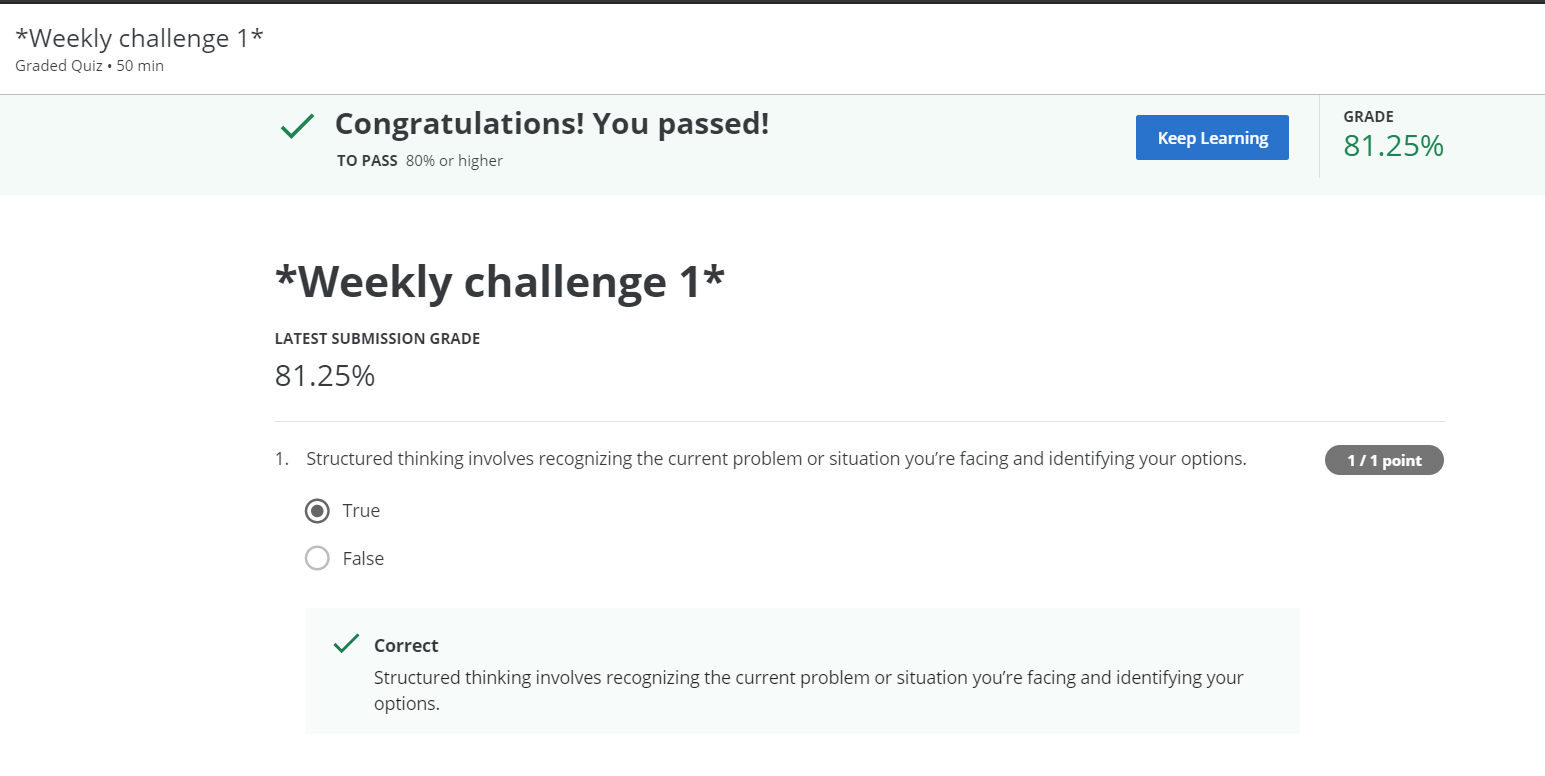 *Weekly challenge 1*
Graded Quiz • 50 min
Congratulations! You passed!
TO PASS 80% or higher
Keep Learning
GRADE
81.25%
*Weekly challenge 1*
LATEST SUBMISSION GRADE
81.25%
1. Structured thinking involves recognizing the current problem or situation you’re facing and identifying your options.
1 / 1 point
True
False
Correct
Structured thinking involves recognizing the current problem or situation you’re facing and identifying your
options.